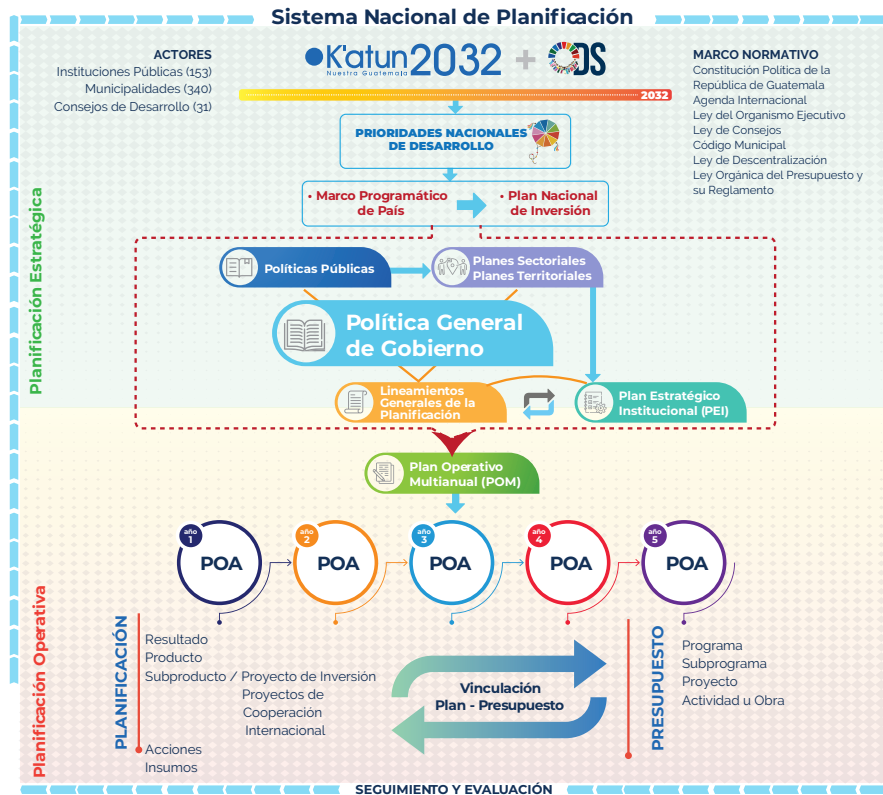 Sistema Nacional de Planificación
ACTORES
Instituciones Públicas (153)
Municipalidades (340)
Consejos de Desarrollo (31)
K'atun 2032 + ODS
Nuestra Guatemala
2032
MARCO NORMATIVO
Constitución Politica de la
República de Guatemala
Agenda Internacional
Ley del Organismo Ejecutivo
Ley de Consejos
Código Municipal
Ley de Descentralización
Ley Orgánica del Presupuesto y
su Reglamento
PRIORIDADES NACIONALES
DE DESARROLLO
• Marco Programático
de País
• Plan Nacional
de Inversión
Planificación Estratégica
Políticas Públicas
Planes Sectoriales
Planes Territoriales
Política General
de Gobierno
Lineamientos
Generales de la
Planificación
Plan Estratégico
Institucional (PEI)
Plan Operativo
Multianual (POM)
año
1
POA
año
2
POA
año
3
POA
año
4
POA
año
5
POA
Planificación Operativa
PLANIFICACIÓN
Resultado
Producto
Subproducto / Proyecto de Inversión
Proyectos de
Cooperación
Internacional
Acciones
Insumos
Vinculación
Plan - Presupuesto
PRESUPUESTO
Programa
Subprograma
Proyecto
Actividad u Obra
SEGUIMIENTO Y EVALUACIÓN